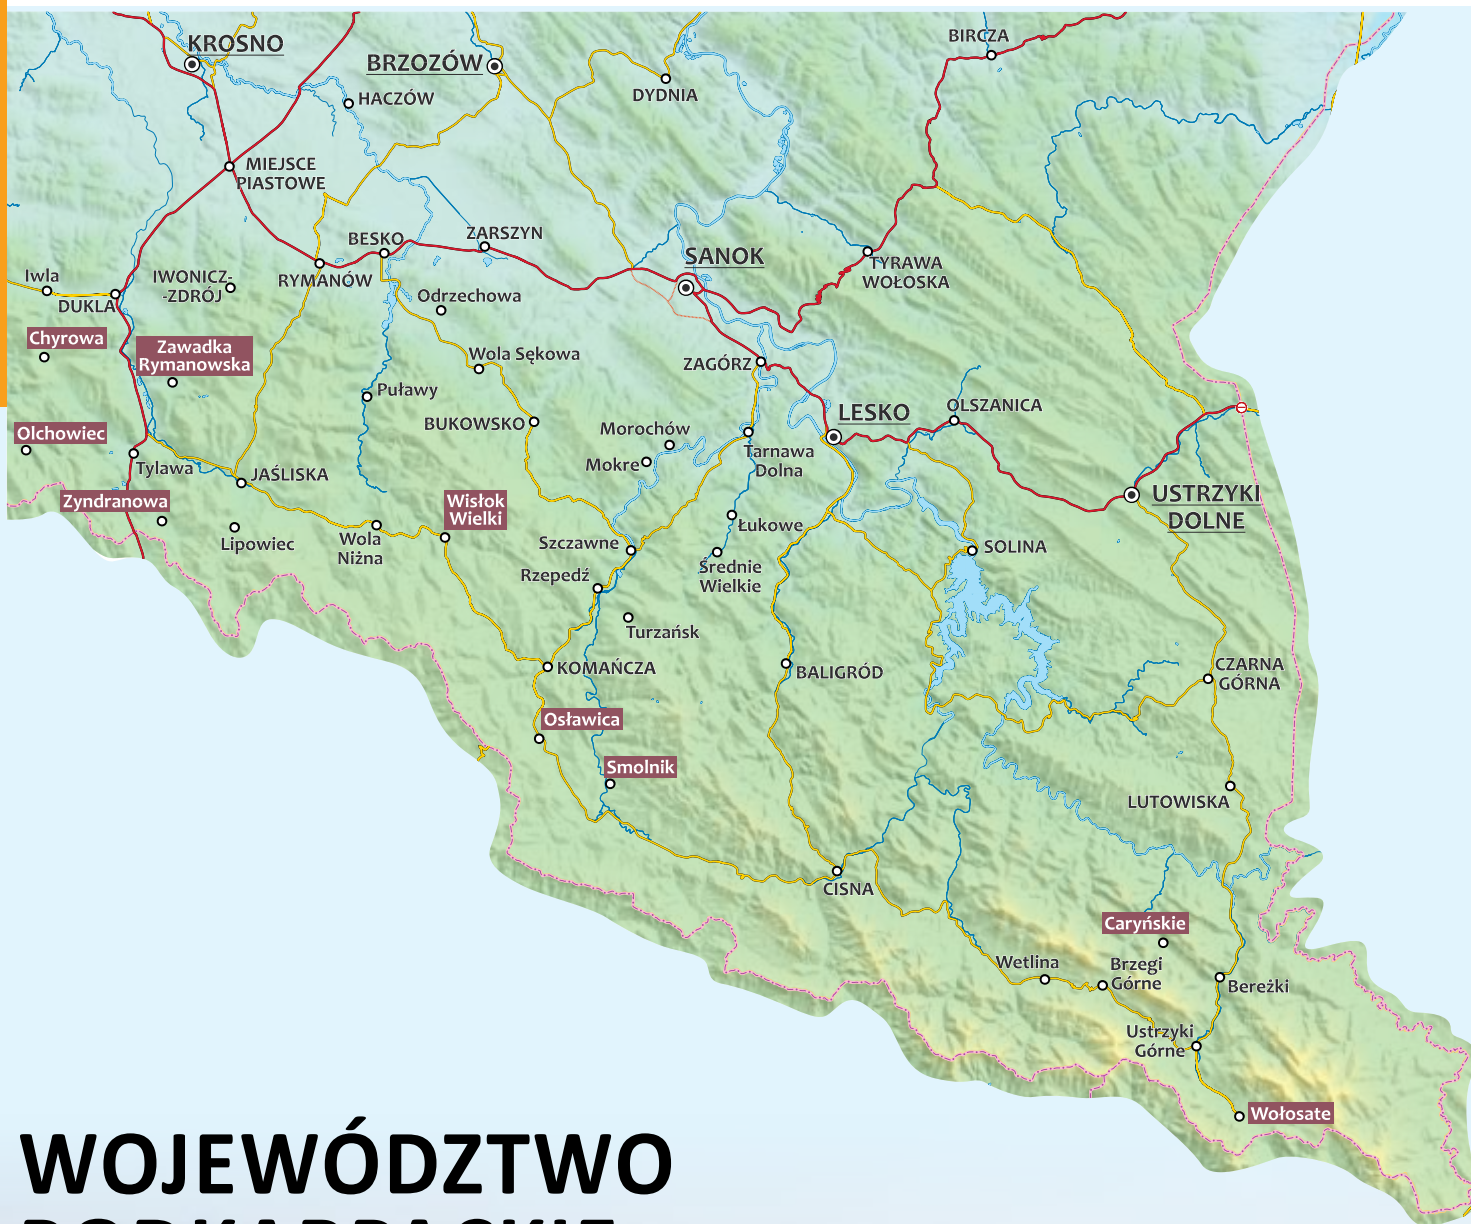 KROSNO
BRZOZÓW
BIRCZA
HACZÓW
DYDNIA
MIEJSCE
PIASTOWE
BESKO
ZARSZYN
SANOK
TYRAWA
WOŁOSKA
Iwla
DUKLA
IWONICZ-
-ZDRÓJ
RYMANÓW
Odrzechowa
Chyrowa
Zawadka
Rymanowska
Wola Sękowa
ZAGÓRZ
Puławy
BUKOWSKO
LESKO
OLSZANICA
Olchowiec
Tylawa
JAŚLISKA
Morochów
Mokre
Tarnawa
Dolna
Zyndranowa
Wisłok
Wielki
USTRZYKI
DOLNE
Lipowiec
Wola
Niżna
Szczawne
Łukowe
SOLINA
Rzepedź
Średnie
Wielkie
Turzańsk
KOMAŃCZA
BALIGRÓD
CZARNA
GÓRNA
Osławica
Smolnik
LUTOWISKA
CISNA
Caryńskie
Wetlina
Brzegi
Górne
Bereżki
Ustrzyki
Górne
Wołosate
WOJEWÓDZTWO
PODKARPACKIE